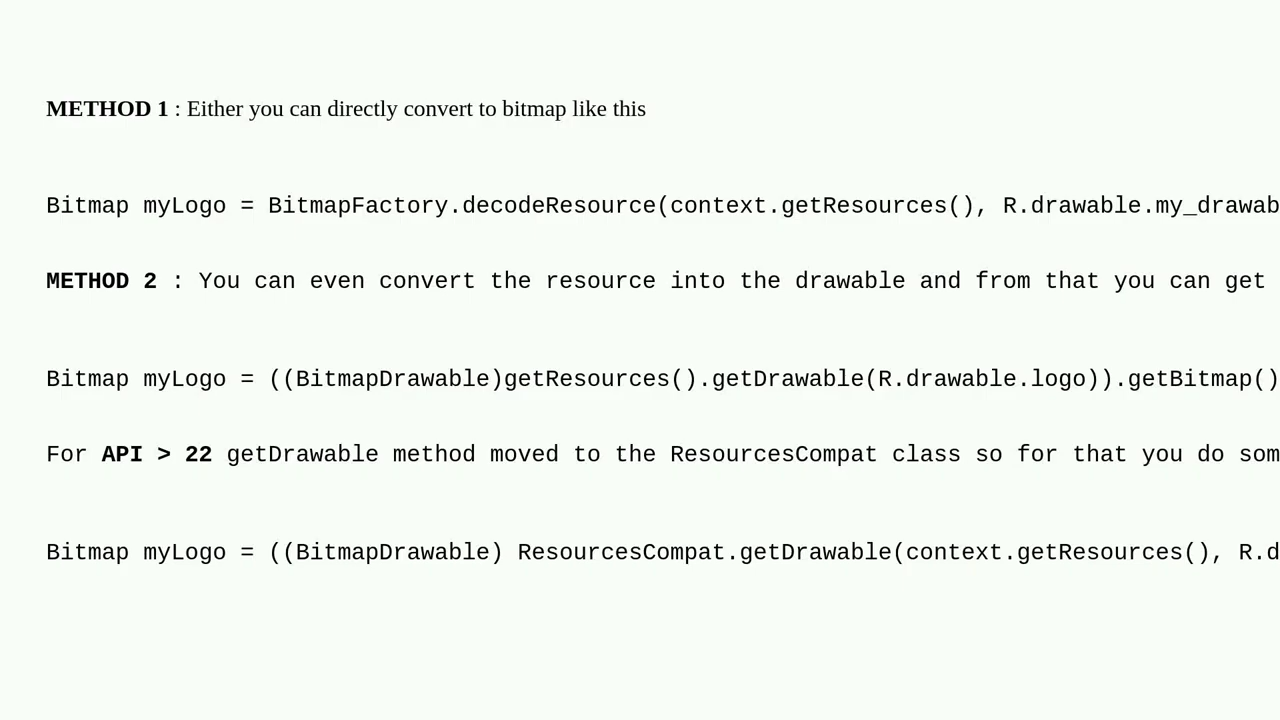 METHOD 1 : Either you can directly convert to bitmap like this
Bitmap myLogo = BitmapFactory.decodeResource(context.getResources(), R.drawable.my_drawab
METHOD 2 : You can even convert the resource into the drawable and from that you can get
Bitmap myLogo = ((BitmapDrawable)getResources().getDrawable(R.drawable.logo)).getBitmap()
For API > 22 getDrawable method moved to the ResourcesCompat class so for that you do som
Bitmap myLogo = ((BitmapDrawable) ResourcesCompat.getDrawable(context.getResources(), R.d